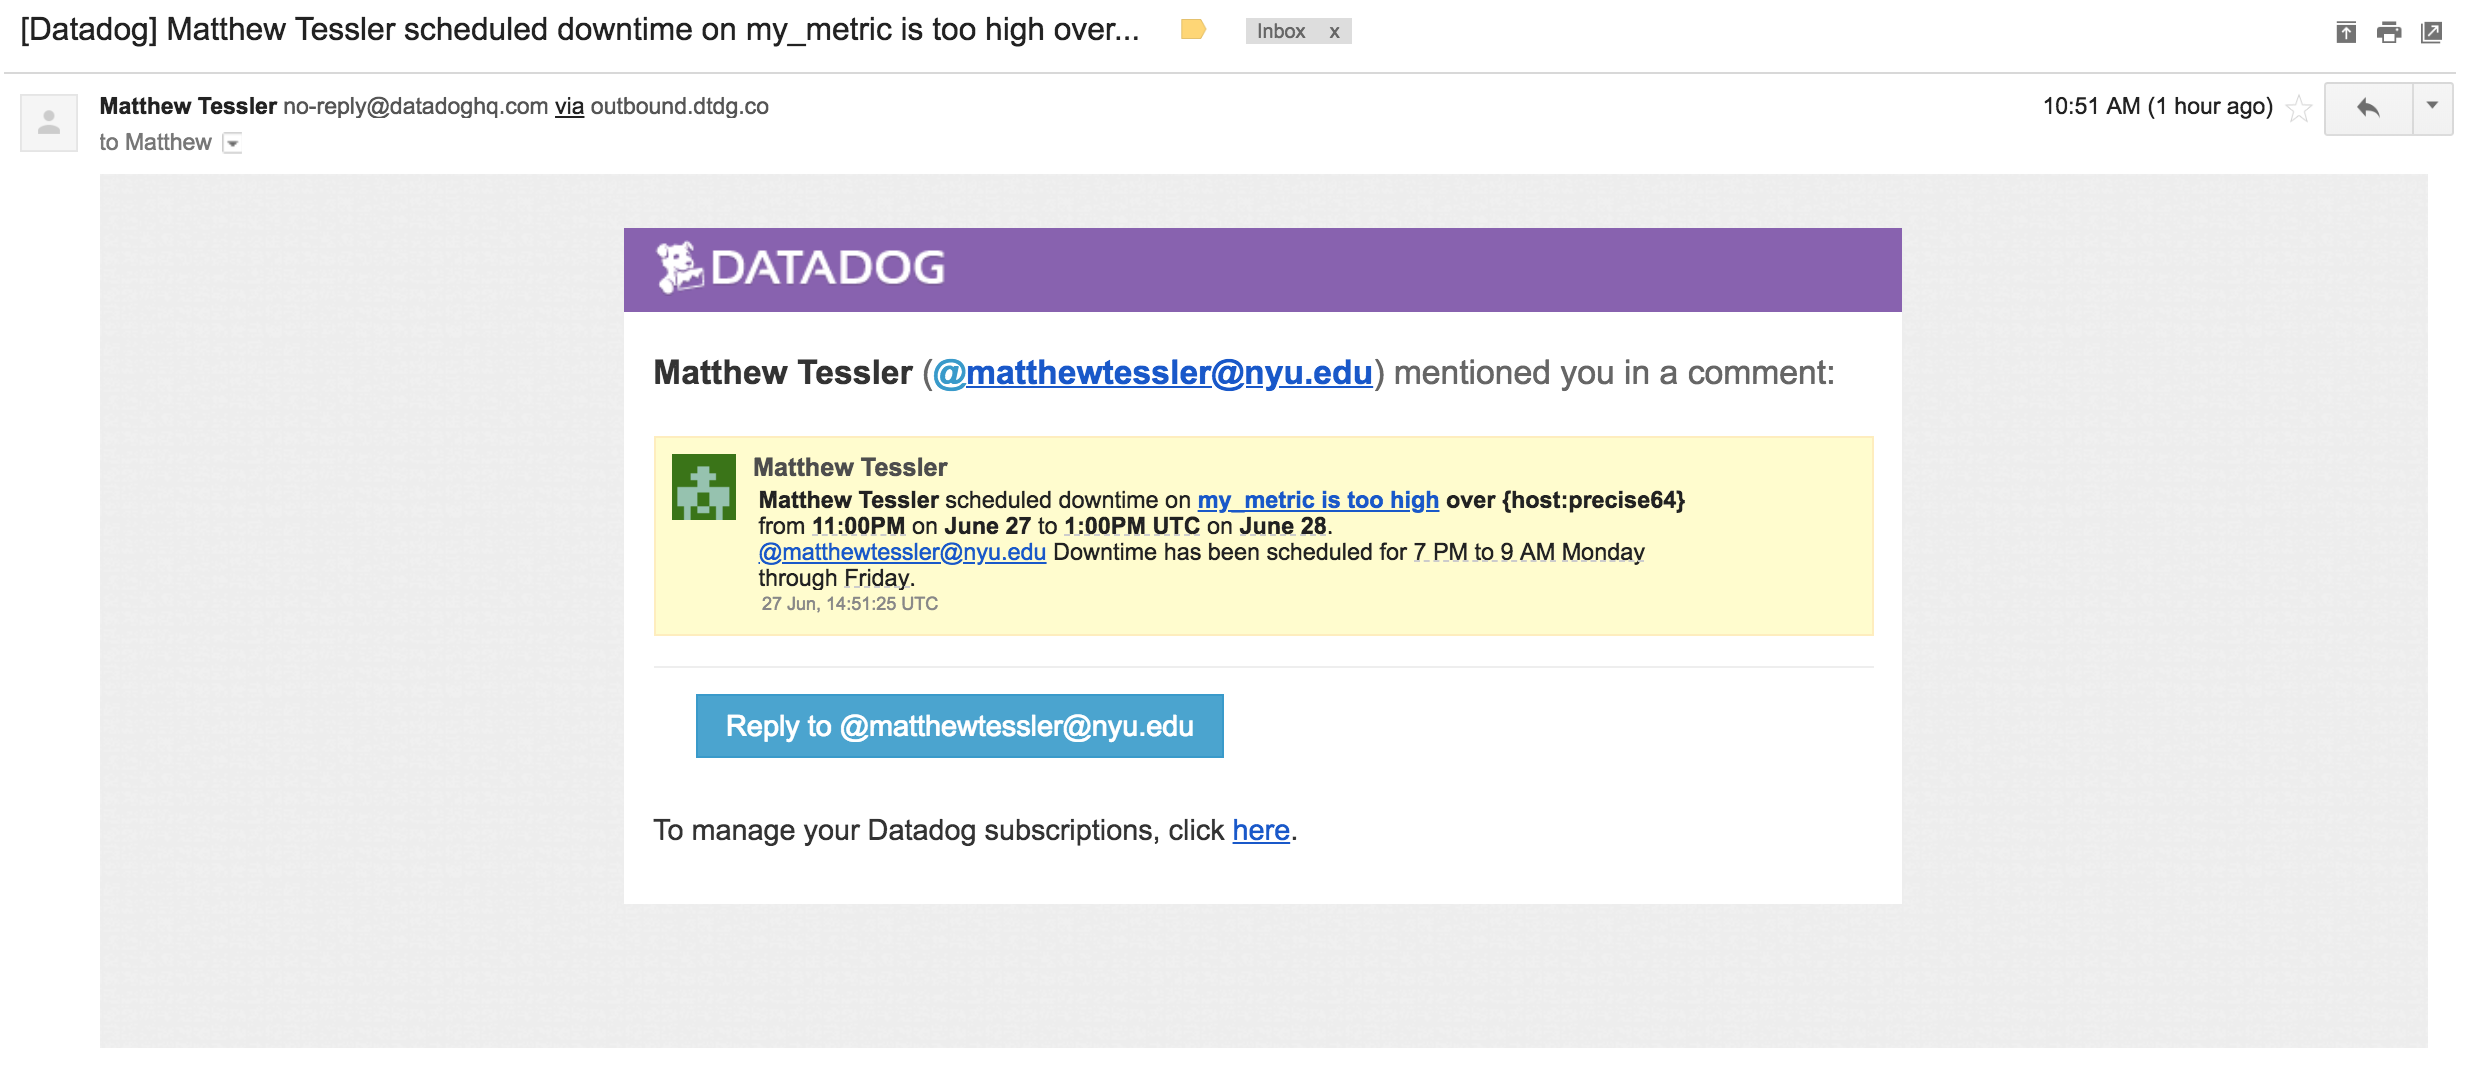 [Datadog] Matthew Tessler scheduled downtime on my_metric is too high over...
Inbox x
Matthew Tessler no-reply@datadoghq.com via outbound.dtdg.co
10:51 AM (1 hour ago)
to Matthew
DATADOG
Matthew Tessler (@matthewtessler@nyu.edu) mentioned you in a comment:
Matthew Tessler
Matthew Tessler scheduled downtime on my_metric is too high over {host:precise64}
from 11:00PM on June 27 to 1:00PM UTC on June 28.
@matthewtessler@nyu.edu Downtime has been scheduled for 7 PM to 9 AM Monday
through Friday.
27 Jun, 14:51:25 UTC
Reply to @matthewtessler@nyu.edu
To manage your Datadog subscriptions, click here.